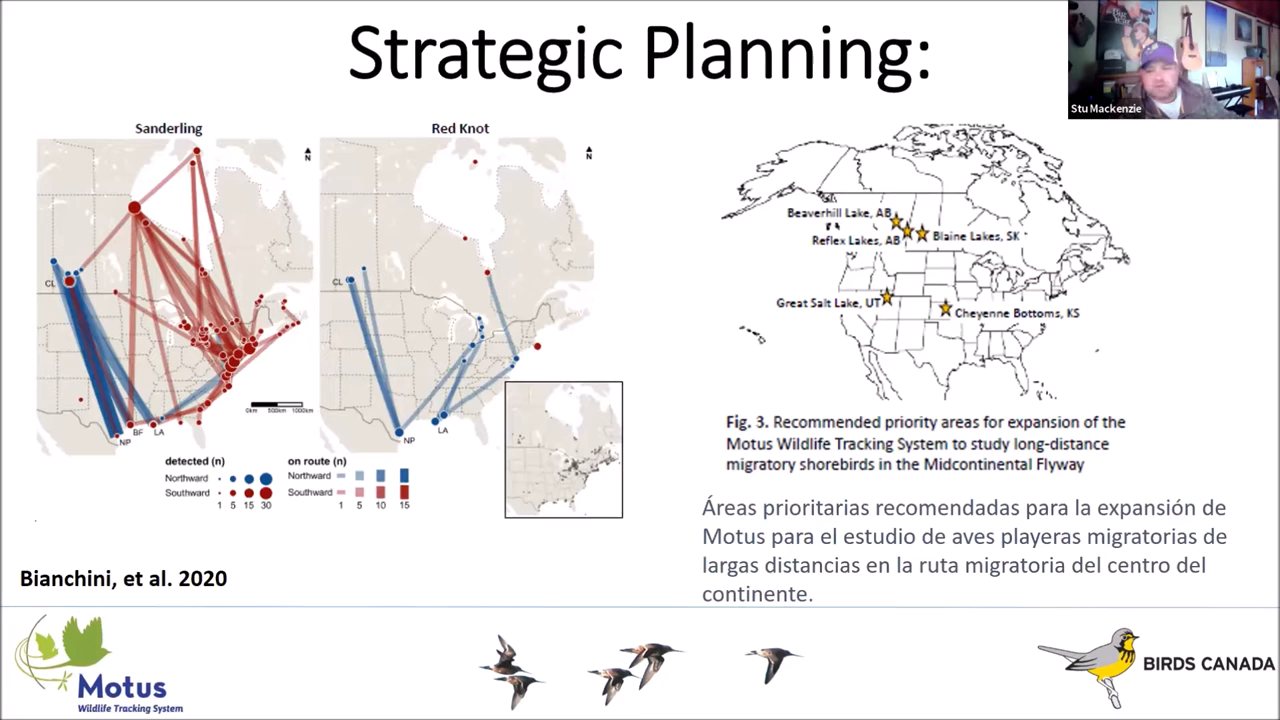 Strategic Planning:
Stu Mackenzie
Sanderling
N
CL
NP
BF
LA
0km 500km 1000km
Red Knot
N
CL
NP
LA
detected (n)
Northward
Southward
1 5 15 30
on route (n)
Northward
Southward
1 5 10 15
Beaverhill Lake, AB
Reflex Lakes, AB
Blaine Lakes, SK
Great Salt Lake, UT
Cheyenne Bottoms, KS
Fig. 3. Recommended priority areas for expansion of the
Motus Wildlife Tracking System to study long-distance
migratory shorebirds in the Midcontinental Flyway
Áreas prioritarias recomendadas para la expansión de
Motus para el estudio de aves playeras migratorias de
largas distancias en la ruta migratoria del centro del
continente.
Bianchini, et al. 2020
Motus
Wildlife Tracking System
BIRDS CANADA